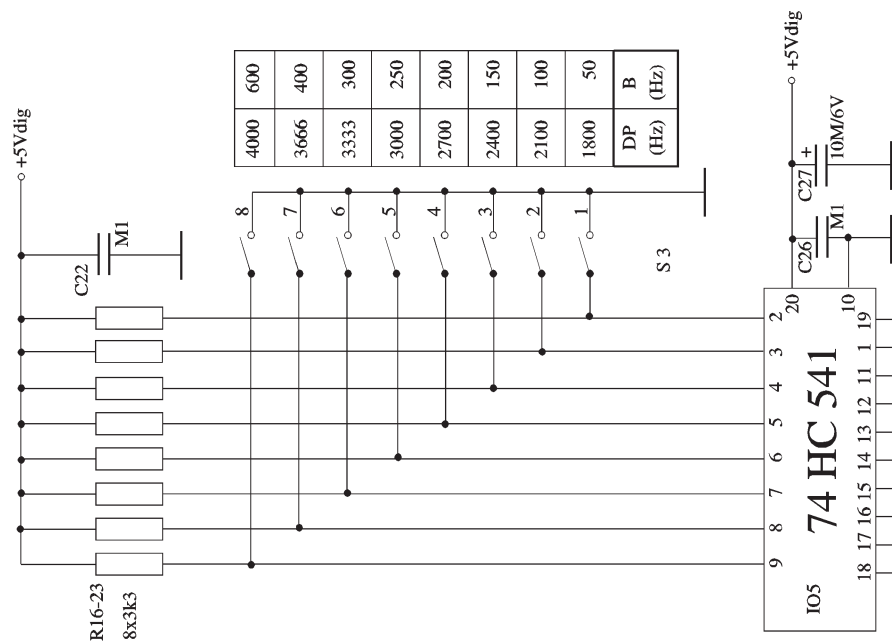 +5Vdig
R16-23
8x3k3
C22
M1
8
7
6
5
4
3
2
1
S 3
4000 600
3666 400
3333 300
3000 250
2700 200
2400 150
2100 100
1800 50
DP B
(Hz) (Hz)
+5Vdig
C27
+
10M/6V
C26
M1
9
8
7
6
5
4
3
2
20
10
IO5
74 HC 541
18
17
16
15
14
13
12
11
1
19